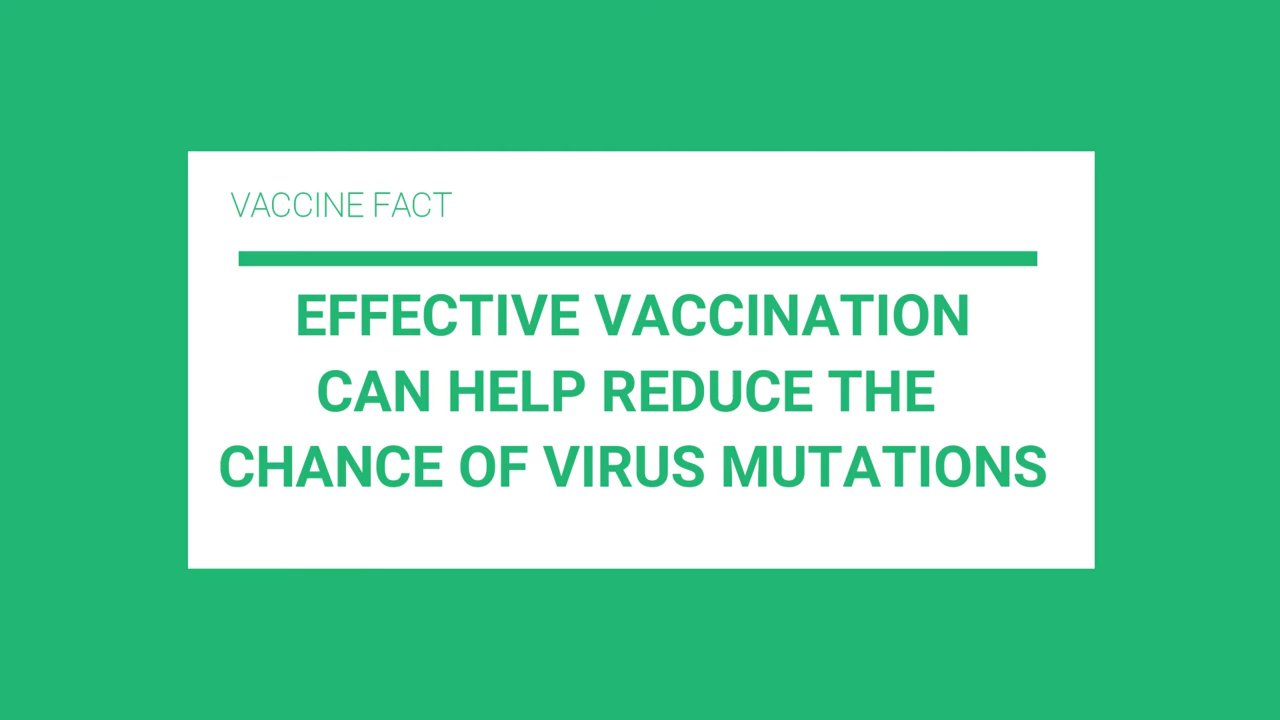 VACCINE FACT
EFFECTIVE VACCINATION
CAN HELP REDUCE THE
CHANCE OF VIRUS MUTATIONS